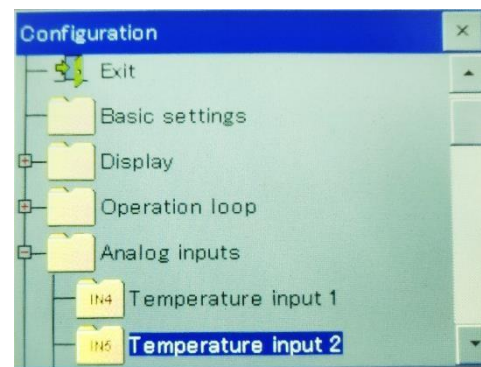 Configuration
Exit
Basic settings
Display
Operation loop
Analog inputs
IN4 Temperature input 1
IN5 Temperature input 2